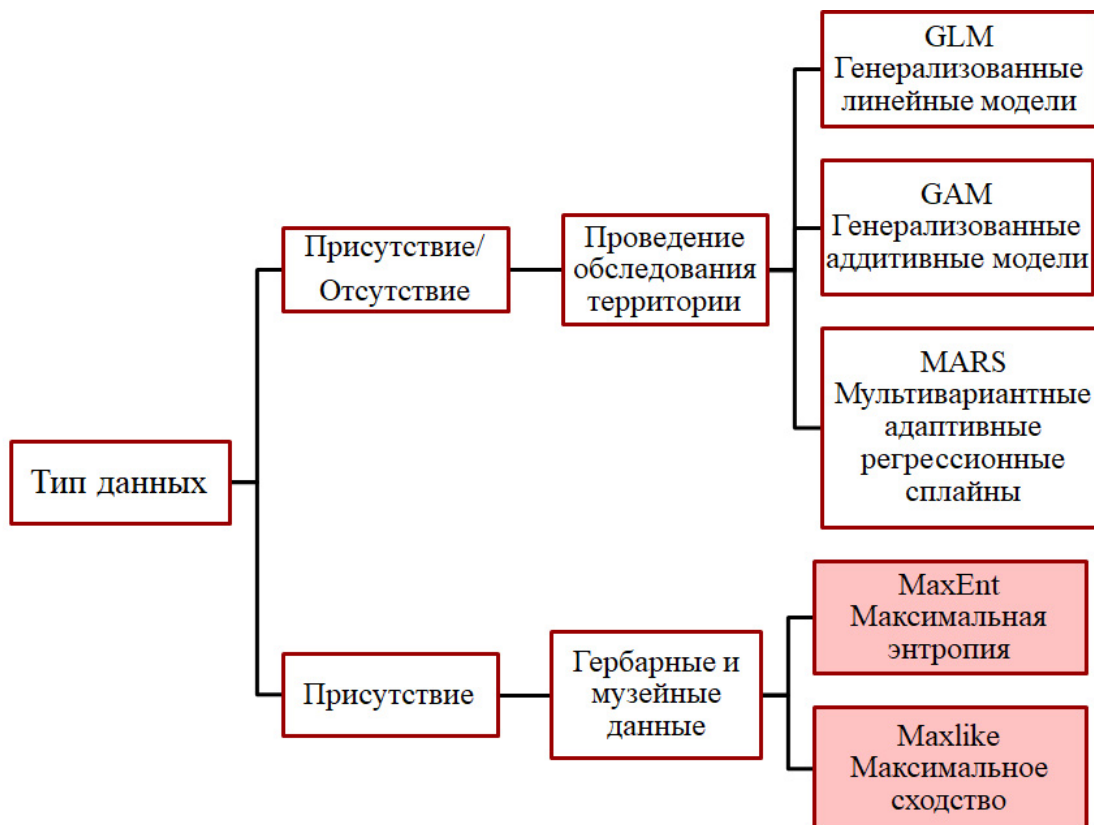 Тип данных
Присутствие/
Отсутствие
Проведение
обследования
территории
GLM
Генерализованные
линейные модели
GAM
Генерализованные
аддитивные модели
MARS
Мультивариантные
адаптивные
регрессионные
сплайны
Присутствие
Гербарные и
музейные
данные
MaxEnt
Максимальная
энтропия
Maxlike
Максимальное
сходство